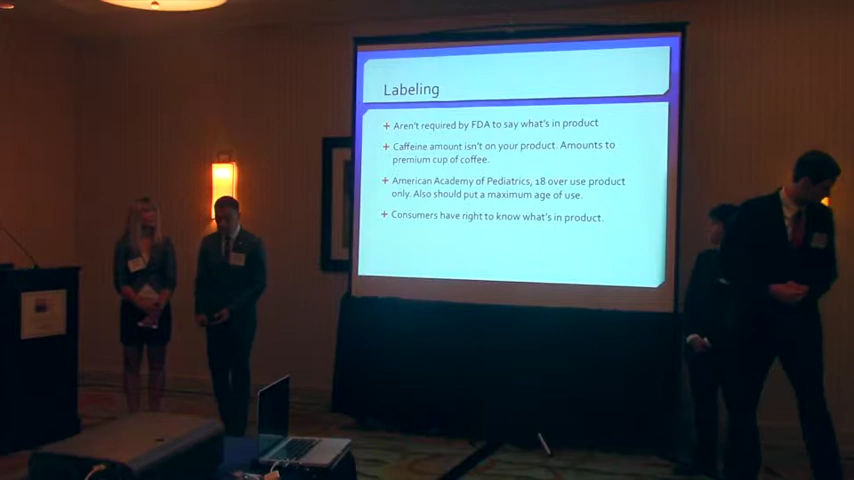 Labeling
+ Aren't required by FDA to say what's in product
+ Caffeine amount isn't on your product. Amounts to
premium cup of coffee.
+ American Academy of Pediatrics, 18 over use product
only. Also should put a maximum age of use.
+ Consumers have right to know what's in product.